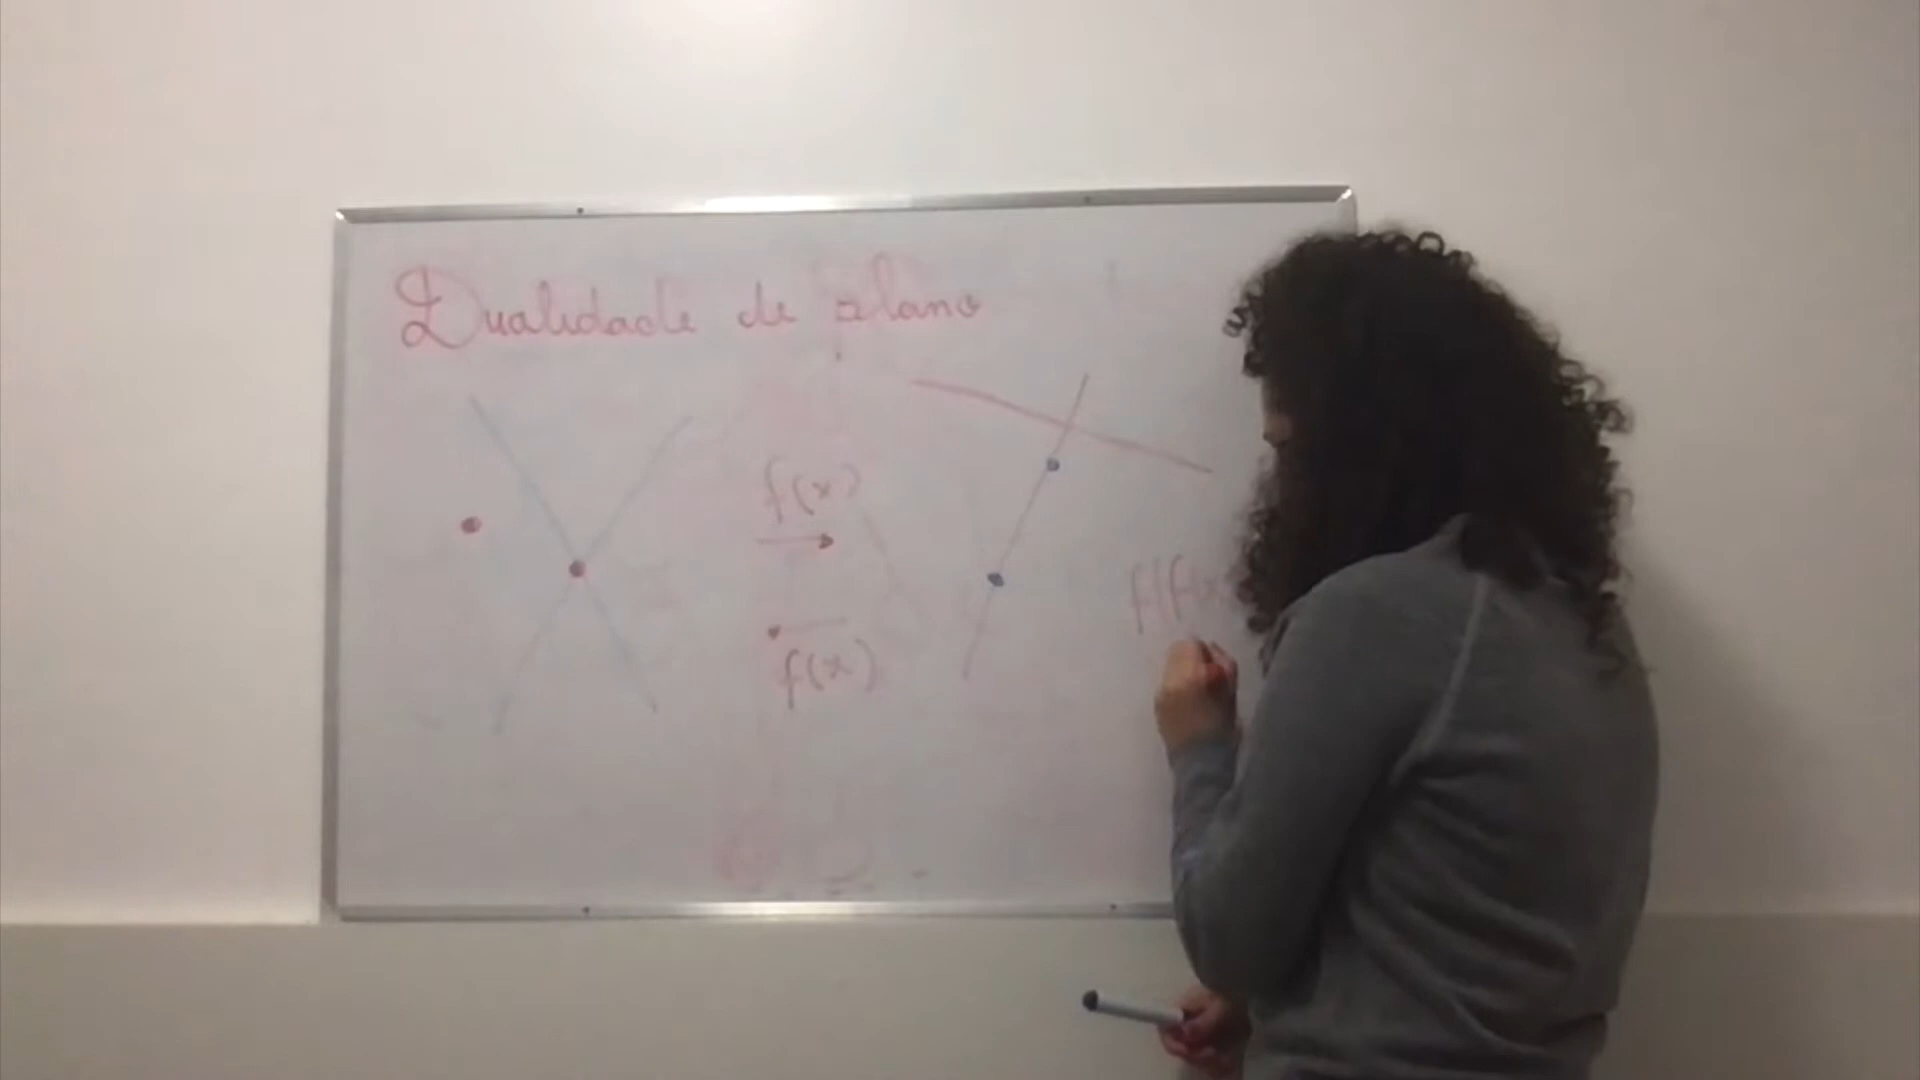 Dualidade de plano
f(x)
f(f(x
f(x)